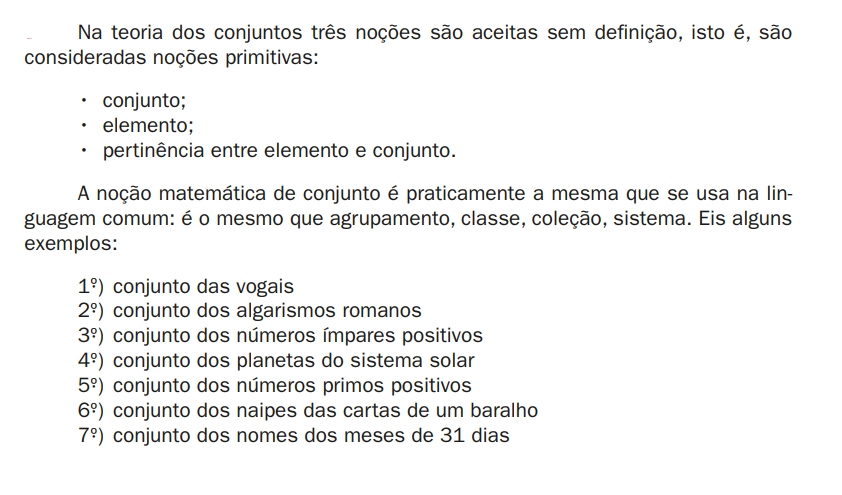 Na teoria dos conjuntos três noções são aceitas sem definição, isto é, são
consideradas noções primitivas:
• conjunto;
• elemento;
• pertinência entre elemento e conjunto.
A noção matemática de conjunto é praticamente a mesma que se usa na lin-
guagem comum: é o mesmo que agrupamento, classe, coleção, sistema. Eis alguns
exemplos:
1º) conjunto das vogais
2º) conjunto dos algarismos romanos
3º) conjunto dos números ímpares positivos
4º) conjunto dos planetas do sistema solar
5º) conjunto dos números primos positivos
6º) conjunto dos naipes das cartas de um baralho
7º) conjunto dos nomes dos meses de 31 dias